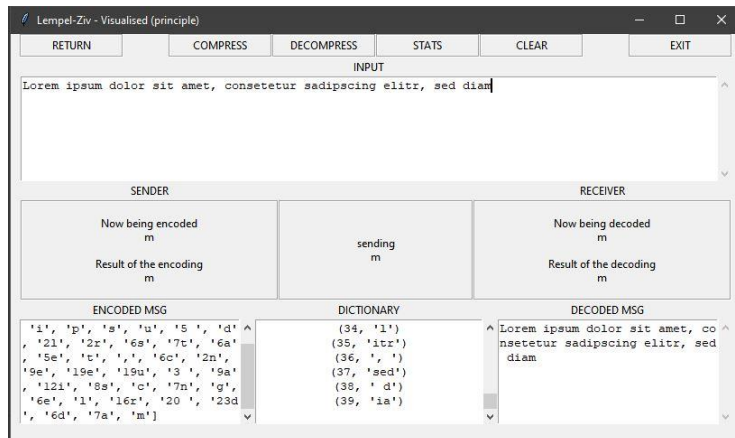 Lempel-Ziv - Visualised (principle)
RETURN COMPRESS DECOMPRESS STATS CLEAR EXIT
INPUT
Lorem ipsum dolor sit amet, consetetur sadipscing elitr, sed diam
SENDER RECEIVER
Now being encoded
m
Result of the encoding
m
sending
m
Now being decoded
m
Result of the decoding
m
ENCODED MSG
'i', 'p', 's', 'u', '5 ', 'd'
, '2l', '2r', '6s', '7t', '6a'
, '5e', 't', ',', '6c', '2n',
'9e', '19e', '19u', '3 ', '9a'
, '12i', '8s', 'c', '7n', 'g',
'6e', 'l', '16r', '20 ', '23d
', '6d', '7a', 'm']
DICTIONARY
(34, 'l')
(35, 'itr')
(36, ', ')
(37, 'sed')
(38, ' d')
(39, 'ia')
DECODED MSG
Lorem ipsum dolor sit amet, co
nsetetur sadipscing elitr, sed
diam